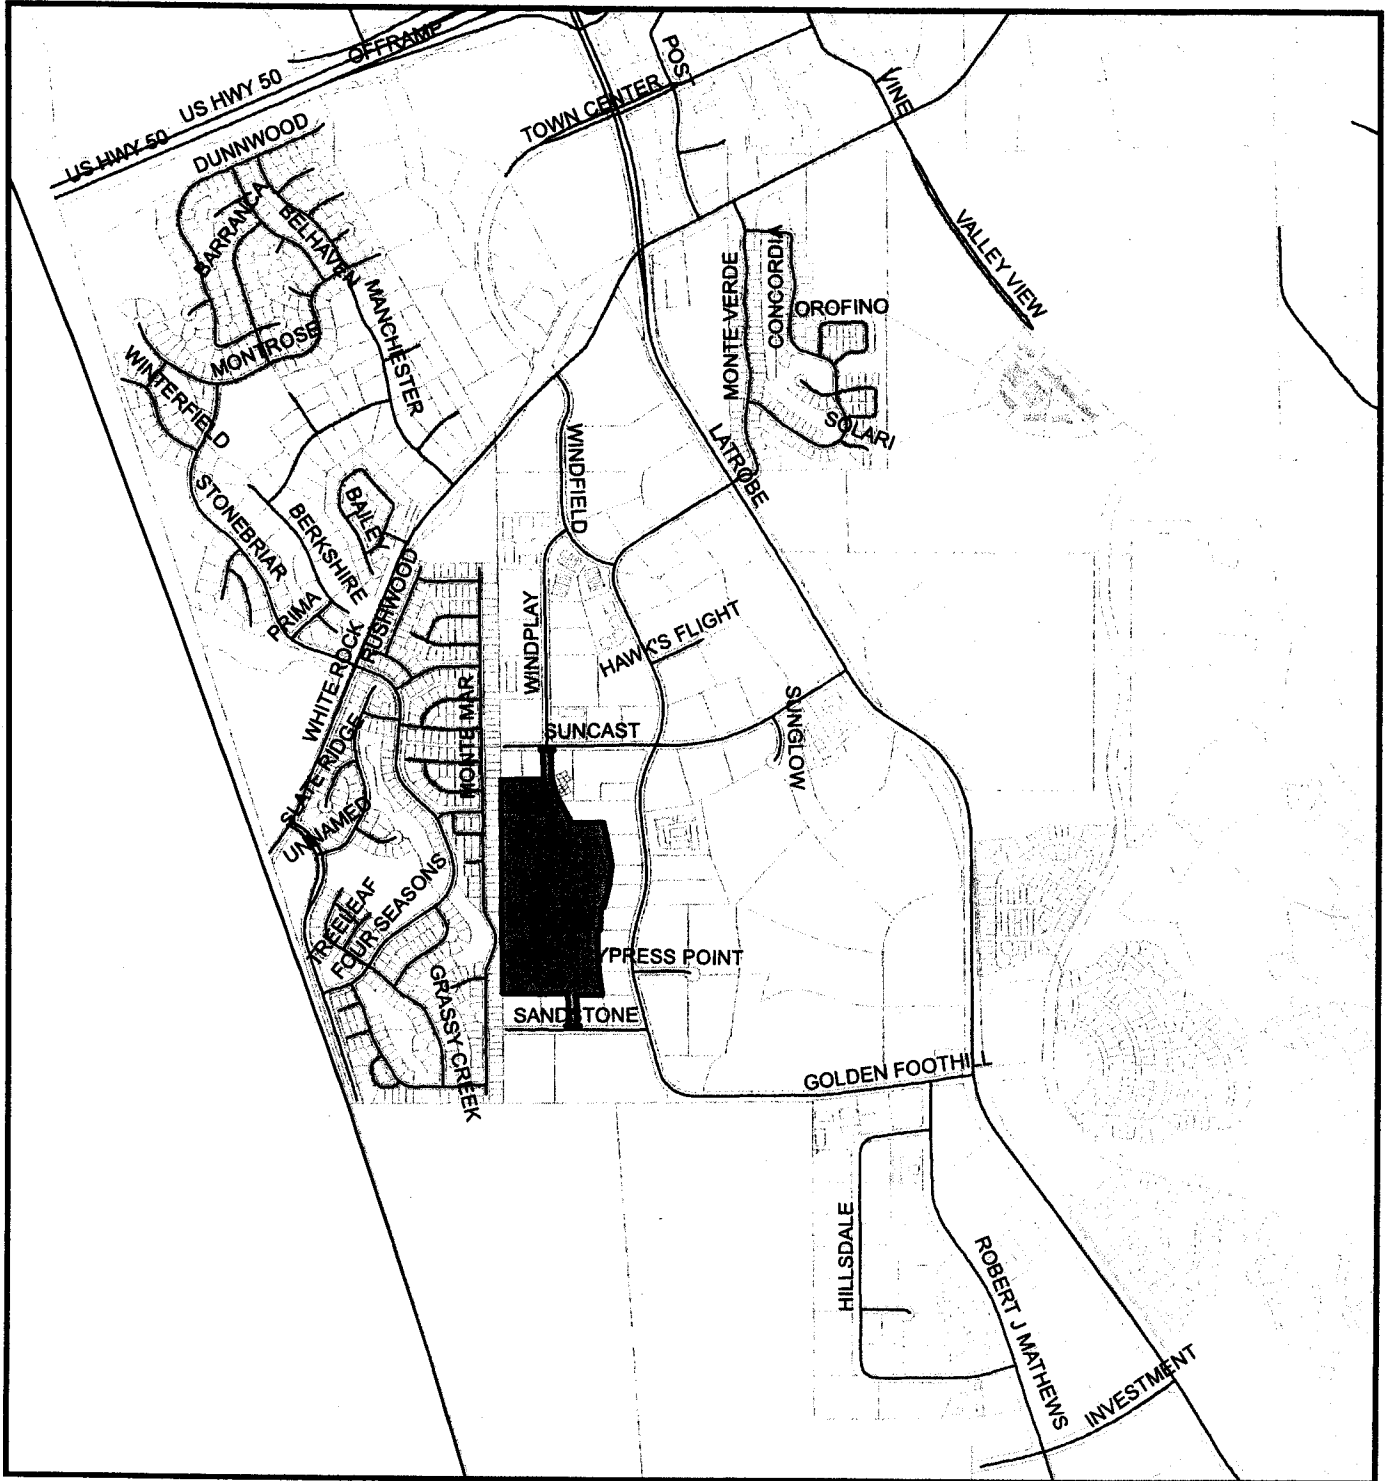 OFFRAMP
US HWY 50
US HWY 50
POST
TOWN CENTER
VINE
DUNNWOOD
BARRANCA
BELHAVEN
VALLEY VIEW
MANCHESTER
MONTE VERDE
CONCORDIA
OROFINO
MONTROSE
WINTERFIELD
SOLARI
LATROBE
WINDFIELD
STONEBRIAR
BERKSHIRE
BAILEY
PRIMA
RUSHWOOD
WHITE ROCK
WINDPLAY
HAWK'S FLIGHT
MONTE MAR
SUNCAST
SUNGLOW
SLATE RIDGE
UNNAMED
TREELEAF
FOUR SEASONS
GRASSY CREEK
YPRESS POINT
SANDSTONE
GOLDEN FOOTHILL
HILLSDALE
ROBERT J MATHEWS
INVESTMENT